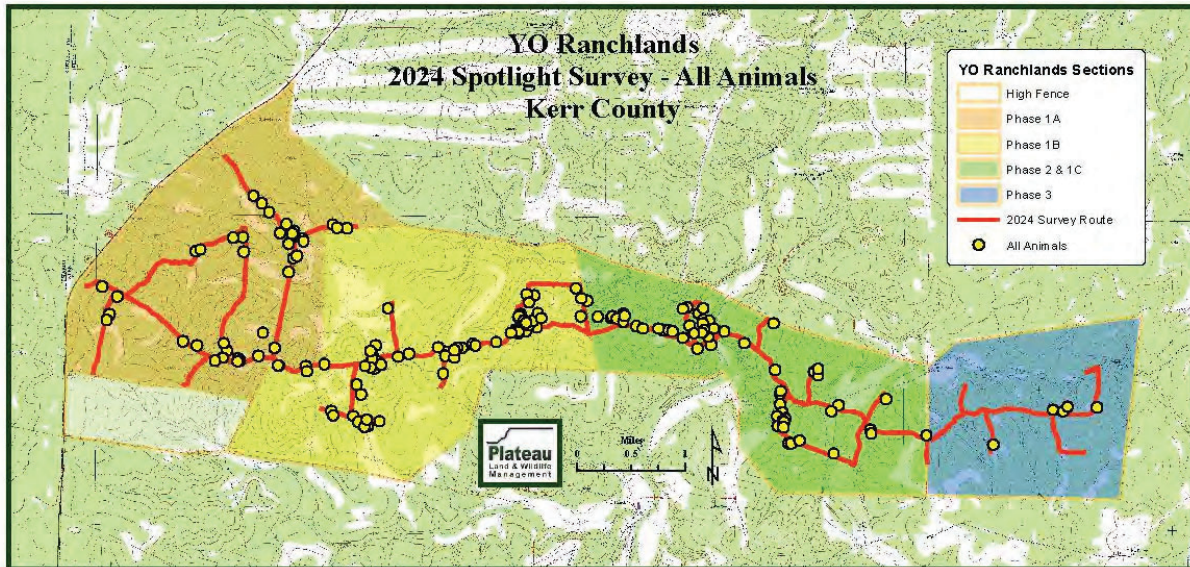 YO Ranchlands
2024 Spotlight Survey - All Animals
Kerr County
YO Ranchlands Sections
High Fence
Phase 1A
Phase 1B
Phase 2 & 1C
Phase 3
2024 Survey Route
All Animals
Plateau
Land & Wildlife
Management
Miles
0 0.5 1
N